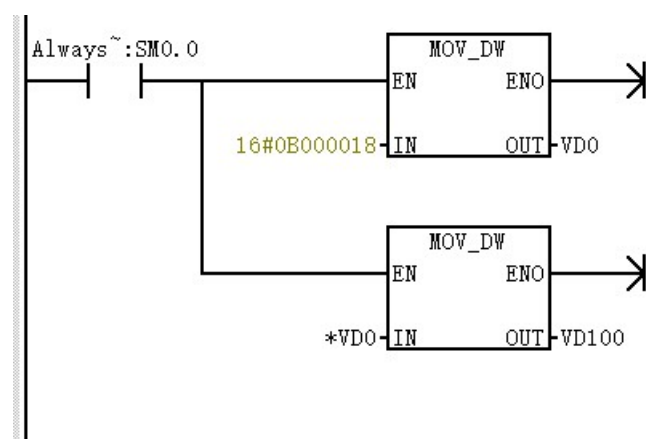 Always~:SM0.0
MOV_DW
EN ENO
16#0B000018 IN OUT VD0
MOV_DW
EN ENO
*VD0 IN OUT VD100